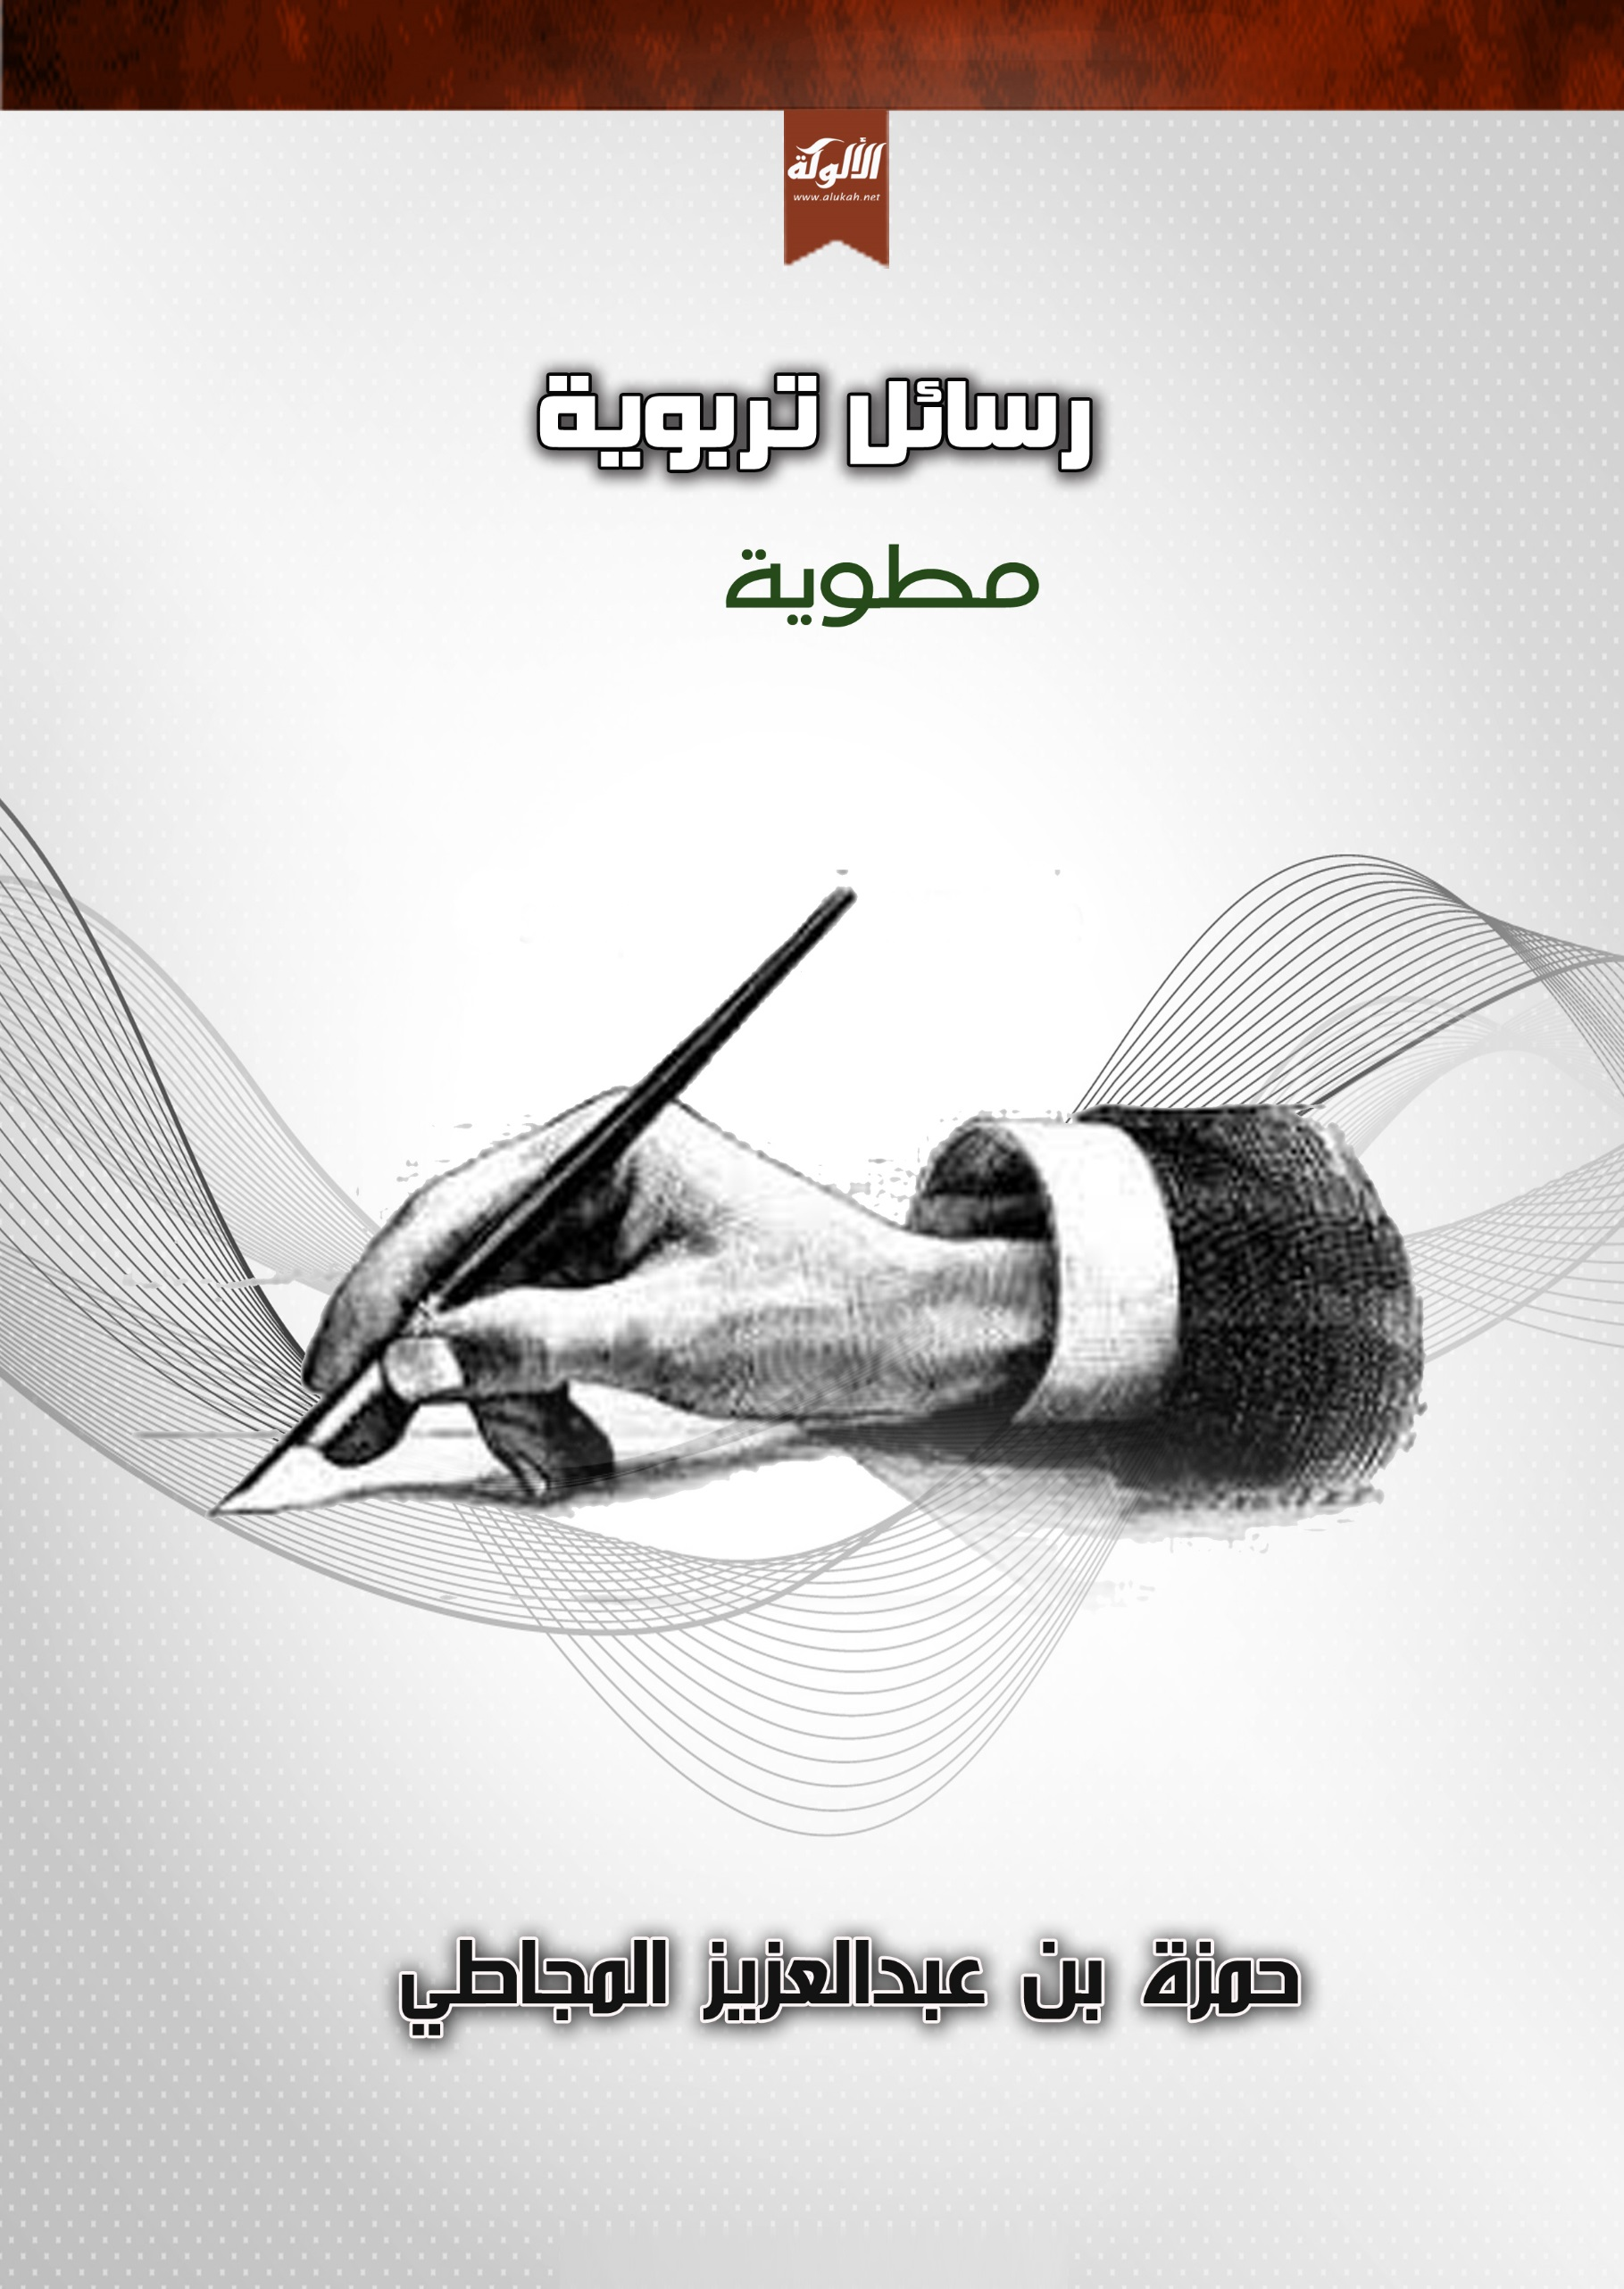 الألوكة
www.alukah.net
رسائل تربوية
مطوية
حمزة بن عبدالعزيز المجاطي